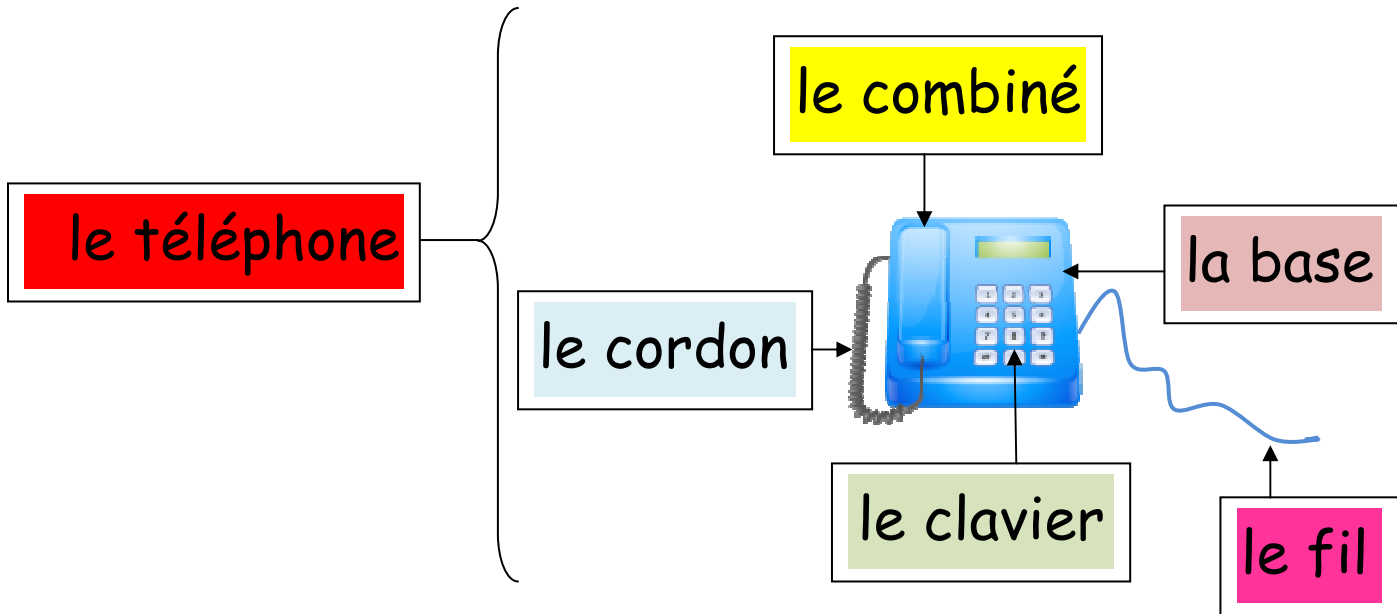 le combiné
le téléphone
la base
le cordon
le clavier
le fil